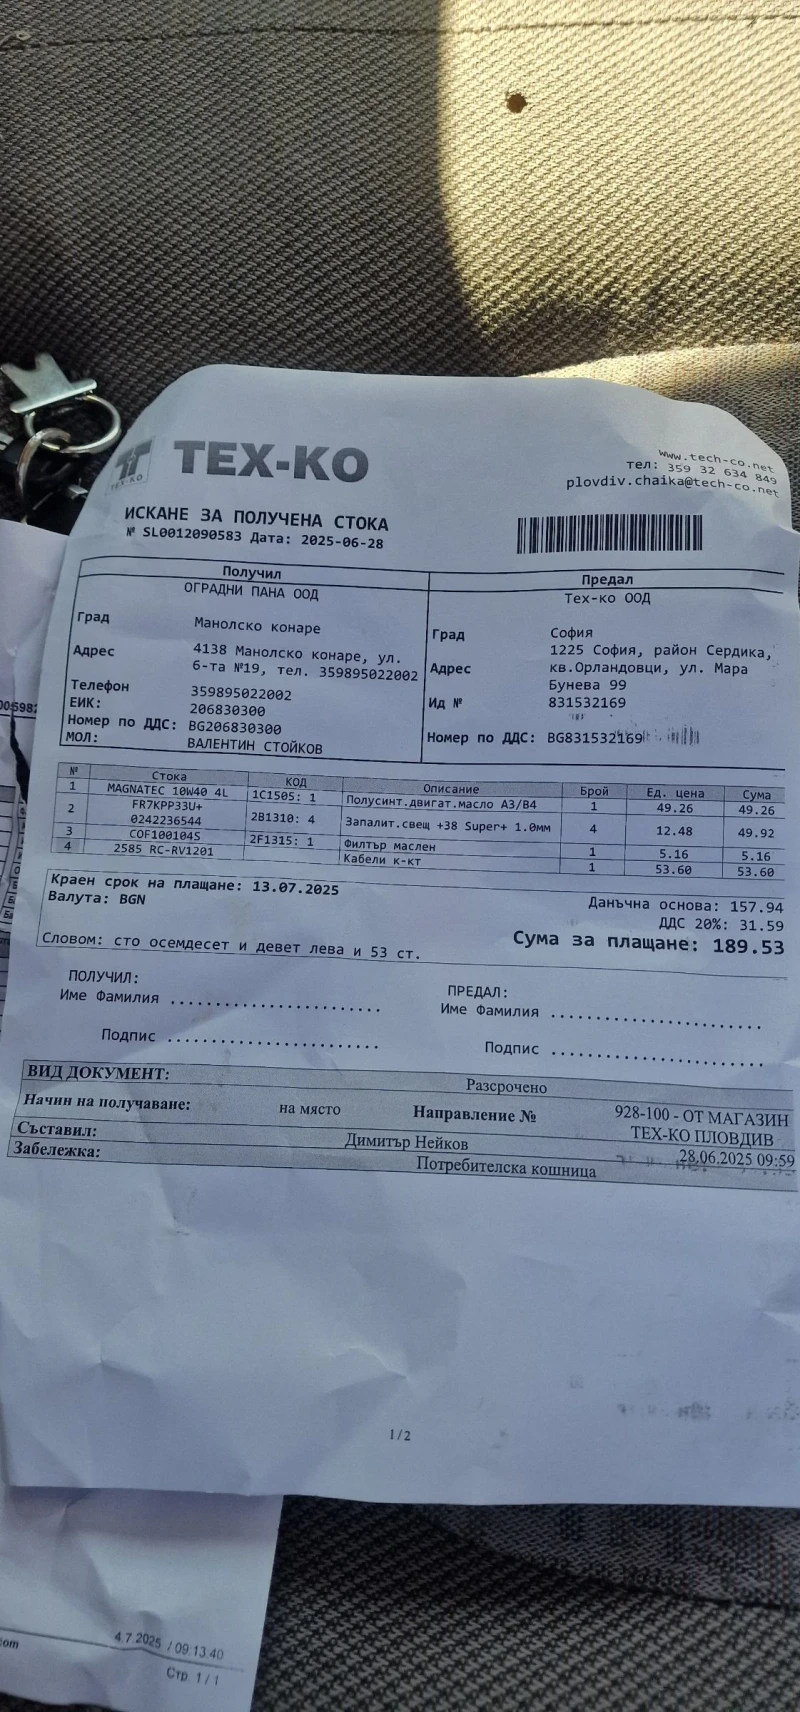 ТЕХ-КО
ТЕХ-КО
www.tech-co.net
тел: 359 32 634 849
plovdiv.chaika@tech-co.net
ИСКАНЕ ЗА ПОЛУЧЕНА СТОКА
№ SL0012090583 Дата: 2025-06-28
Получил
ОГРАДНИ ПАНА ООД
Град Манолско конаре
Адрес 4138 Манолско конаре, ул.
6-та №19, тел. 359895022002
Телефон 359895022002
ЕИК: 206830300
Номер по ДДС: BG206830300
МОЛ: ВАЛЕНТИН СТОЙКОВ
Предал
Тех-ко ООД
Град София
Адрес 1225 София, район Сердика,
кв.Орландовци, ул. Мара
Бунева 99
Ид № 831532169
Номер по ДДС: BG831532169
№ Стока КОД Описание Брой Ед. цена Сума
1 MAGNATEC 10W40 4L 1C1505: 1 Полусинт.двигат.масло A3/B4 1 49.26 49.26
2 FR7KPP33U+ 0242236544 2B1310: 4 Запалит.свещ +38 Super+ 1.0мм 4 12.48 49.92
3 COF100104S 2F1315: 1 Филтър маслен 1 5.16 5.16
4 2585 RC-RV1201 Кабели к-кт 1 53.60 53.60
Краен срок на плащане: 13.07.2025
Валута: BGN
Данъчна основа: 157.94
ДДС 20%: 31.59
Сума за плащане: 189.53
Словом: сто осемдесет и девет лева и 53 ст.
ПОЛУЧИЛ:
Име Фамилия ..........................
Подпис ..........................
ПРЕДАЛ:
Име Фамилия ..........................
Подпис ..........................
ВИД ДОКУМЕНТ: Разсрочено
Начин на получаване: на място Направление № 928-100 - ОТ МАГАЗИН
ТЕХ-КО ПЛОВДИВ
Съставил: Димитър Нейков 28.06.2025 09:59
Забележка: Потребителска кошница
1/2
com
4.7.2025 / 09:13:40
Стр. 1 / 1